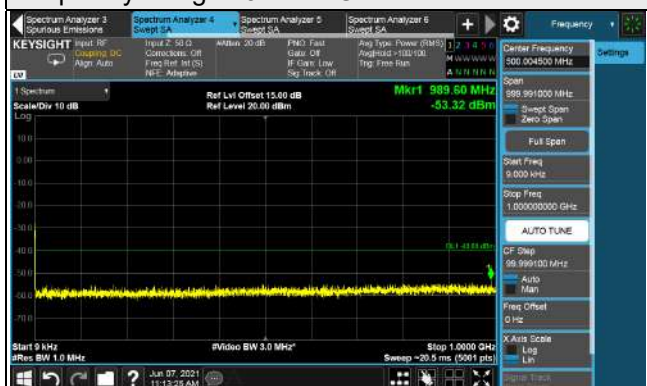 Spectrum Analyzer 3
Spurious Emissions
Spectrum Analyzer 4
Swept SA
Spectrum Analyzer 5
Swept SA
Spectrum Analyzer 6
Swept SA
Frequency
KEYSIGHT
Input: RF
Coupling: DC
Align: Auto
Input Z: 50 Ω
Corrections: Off
Freq Ref: Int (S)
NFE: Adaptive
#Atten: 20 dB
PNO: Fast
Gate: Off
IF Gain: Low
Sig Track: Off
Avg Type: Power (RMS)
Avg|Hold: >100/100
Trig: Free Run
1 2 3 4 5 6
M W W W W W
A N N N N N
1 Spectrum
Scale/Div 10 dB
Log
Ref Lvl Offset 15.00 dB
Ref Level 20.00 dBm
Mkr1 989.60 MHz
-53.32 dBm
10.0
0.00
-10.0
-20.0
-30.0
-40.0
-50.0
-60.0
-70.0
Start 9 kHz
#Res BW 1.0 MHz
#Video BW 3.0 MHz*
Stop 1.0000 GHz
Sweep ~20.5 ms (5001 pts)
Jun 07, 2021
11:13:25 AM
Center Frequency
500.004500 MHz
Settings
Span
999.991000 MHz
Swept Span
Zero Span
Full Span
Start Freq
9.000 kHz
Stop Freq
1.000000000 GHz
AUTO TUNE
CF Step
99.999100 MHz
Auto
Man
Freq Offset
0 Hz
X Axis Scale
Log
Lin
Signal Track